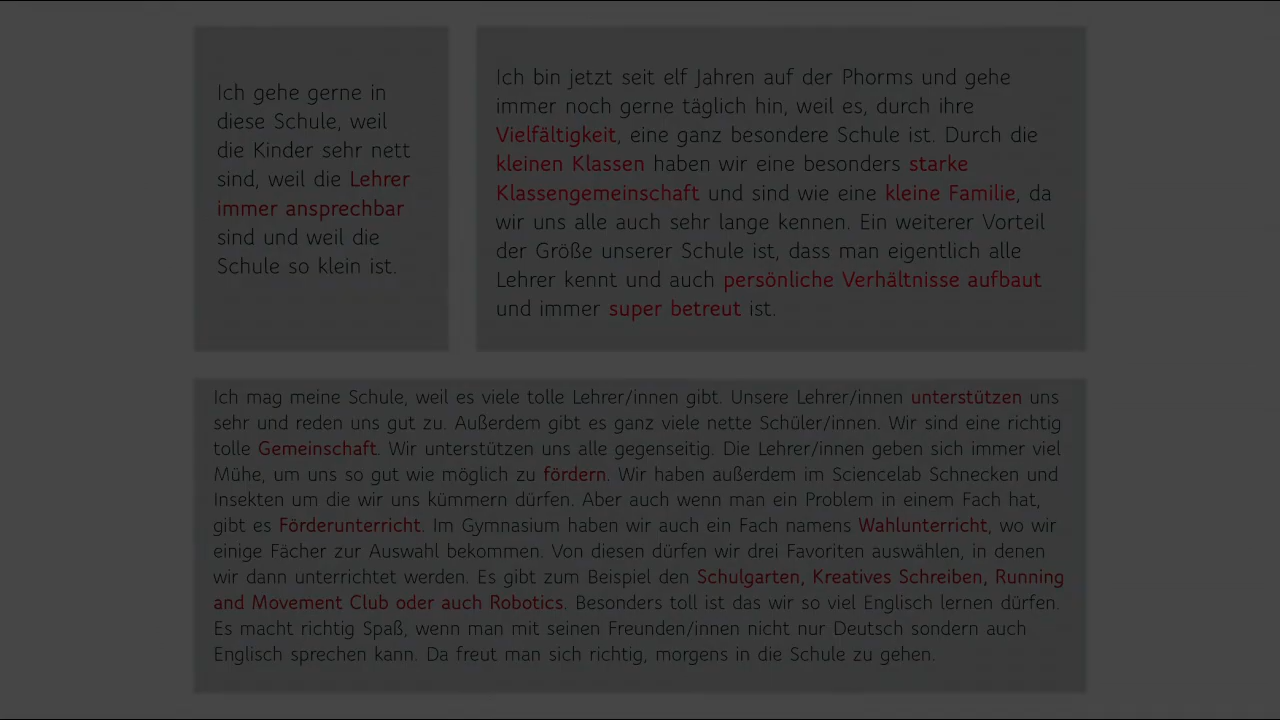 Ich gehe gerne in
diese Schule, weil
die Kinder sehr nett
sind, weil die Lehrer
immer ansprechbar
sind und weil die
Schule so klein ist.
Ich bin jetzt seit elf Jahren auf der Phorms und gehe
immer noch gerne täglich hin, weil es, durch ihre
Vielfältigkeit, eine ganz besondere Schule ist. Durch die
kleinen Klassen haben wir eine besonders starke
Klassengemeinschaft und sind wie eine kleine Familie, da
wir uns alle auch sehr lange kennen. Ein weiterer Vorteil
der Größe unserer Schule ist, dass man eigentlich alle
Lehrer kennt und auch persönliche Verhältnisse aufbaut
und immer super betreut ist.
Ich mag meine Schule, weil es viele tolle Lehrer/innen gibt. Unsere Lehrer/innen unterstützen uns
sehr und reden uns gut zu. Außerdem gibt es ganz viele nette Schüler/innen. Wir sind eine richtig
tolle Gemeinschaft. Wir unterstützen uns alle gegenseitig. Die Lehrer/innen geben sich immer viel
Mühe, um uns so gut wie möglich zu fördern. Wir haben außerdem im Sciencelab Schnecken und
Insekten um die wir uns kümmern dürfen. Aber auch wenn man ein Problem in einem Fach hat,
gibt es Förderunterricht. Im Gymnasium haben wir auch ein Fach namens Wahlunterricht, wo wir
einige Fächer zur Auswahl bekommen. Von diesen dürfen wir drei Favoriten auswählen, in denen
wir dann unterrichtet werden. Es gibt zum Beispiel den Schulgarten, Kreatives Schreiben, Running
and Movement Club oder auch Robotics. Besonders toll ist das wir so viel Englisch lernen dürfen.
Es macht richtig Spaß, wenn man mit seinen Freunden/innen nicht nur Deutsch sondern auch
Englisch sprechen kann. Da freut man sich richtig, morgens in die Schule zu gehen.